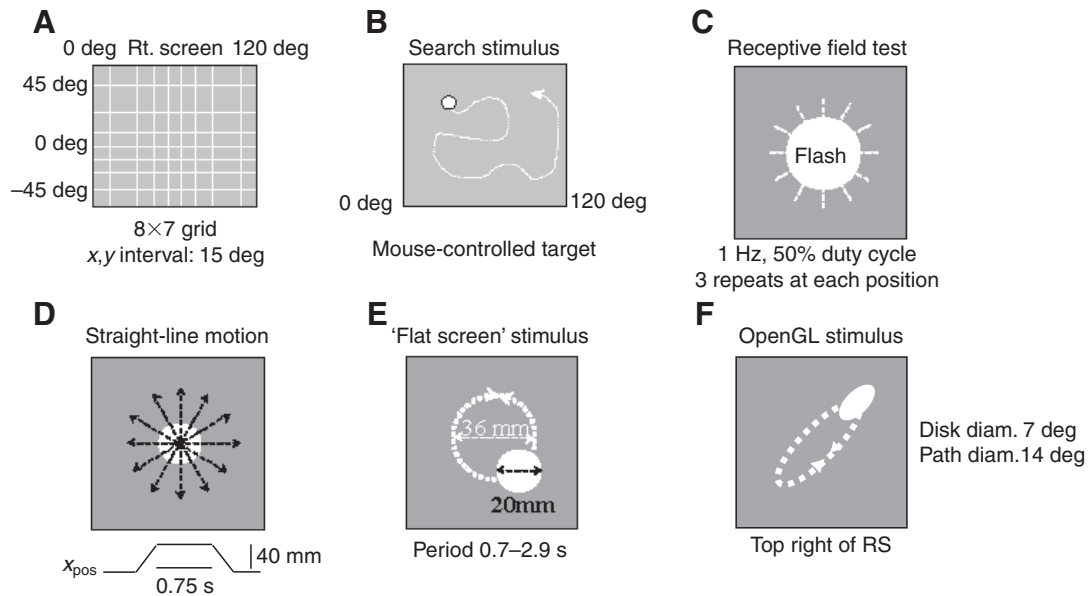 A
0 deg Rt. screen 120 deg
45 deg
0 deg
–45 deg
8×7 grid
x,y interval: 15 deg
B
Search stimulus
0 deg
120 deg
Mouse-controlled target
C
Receptive field test
Flash
1 Hz, 50% duty cycle
3 repeats at each position
D
Straight-line motion
xpos
40 mm
0.75 s
E
'Flat screen' stimulus
36 mm
20mm
Period 0.7–2.9 s
F
OpenGL stimulus
Disk diam. 7 deg
Path diam.14 deg
Top right of RS